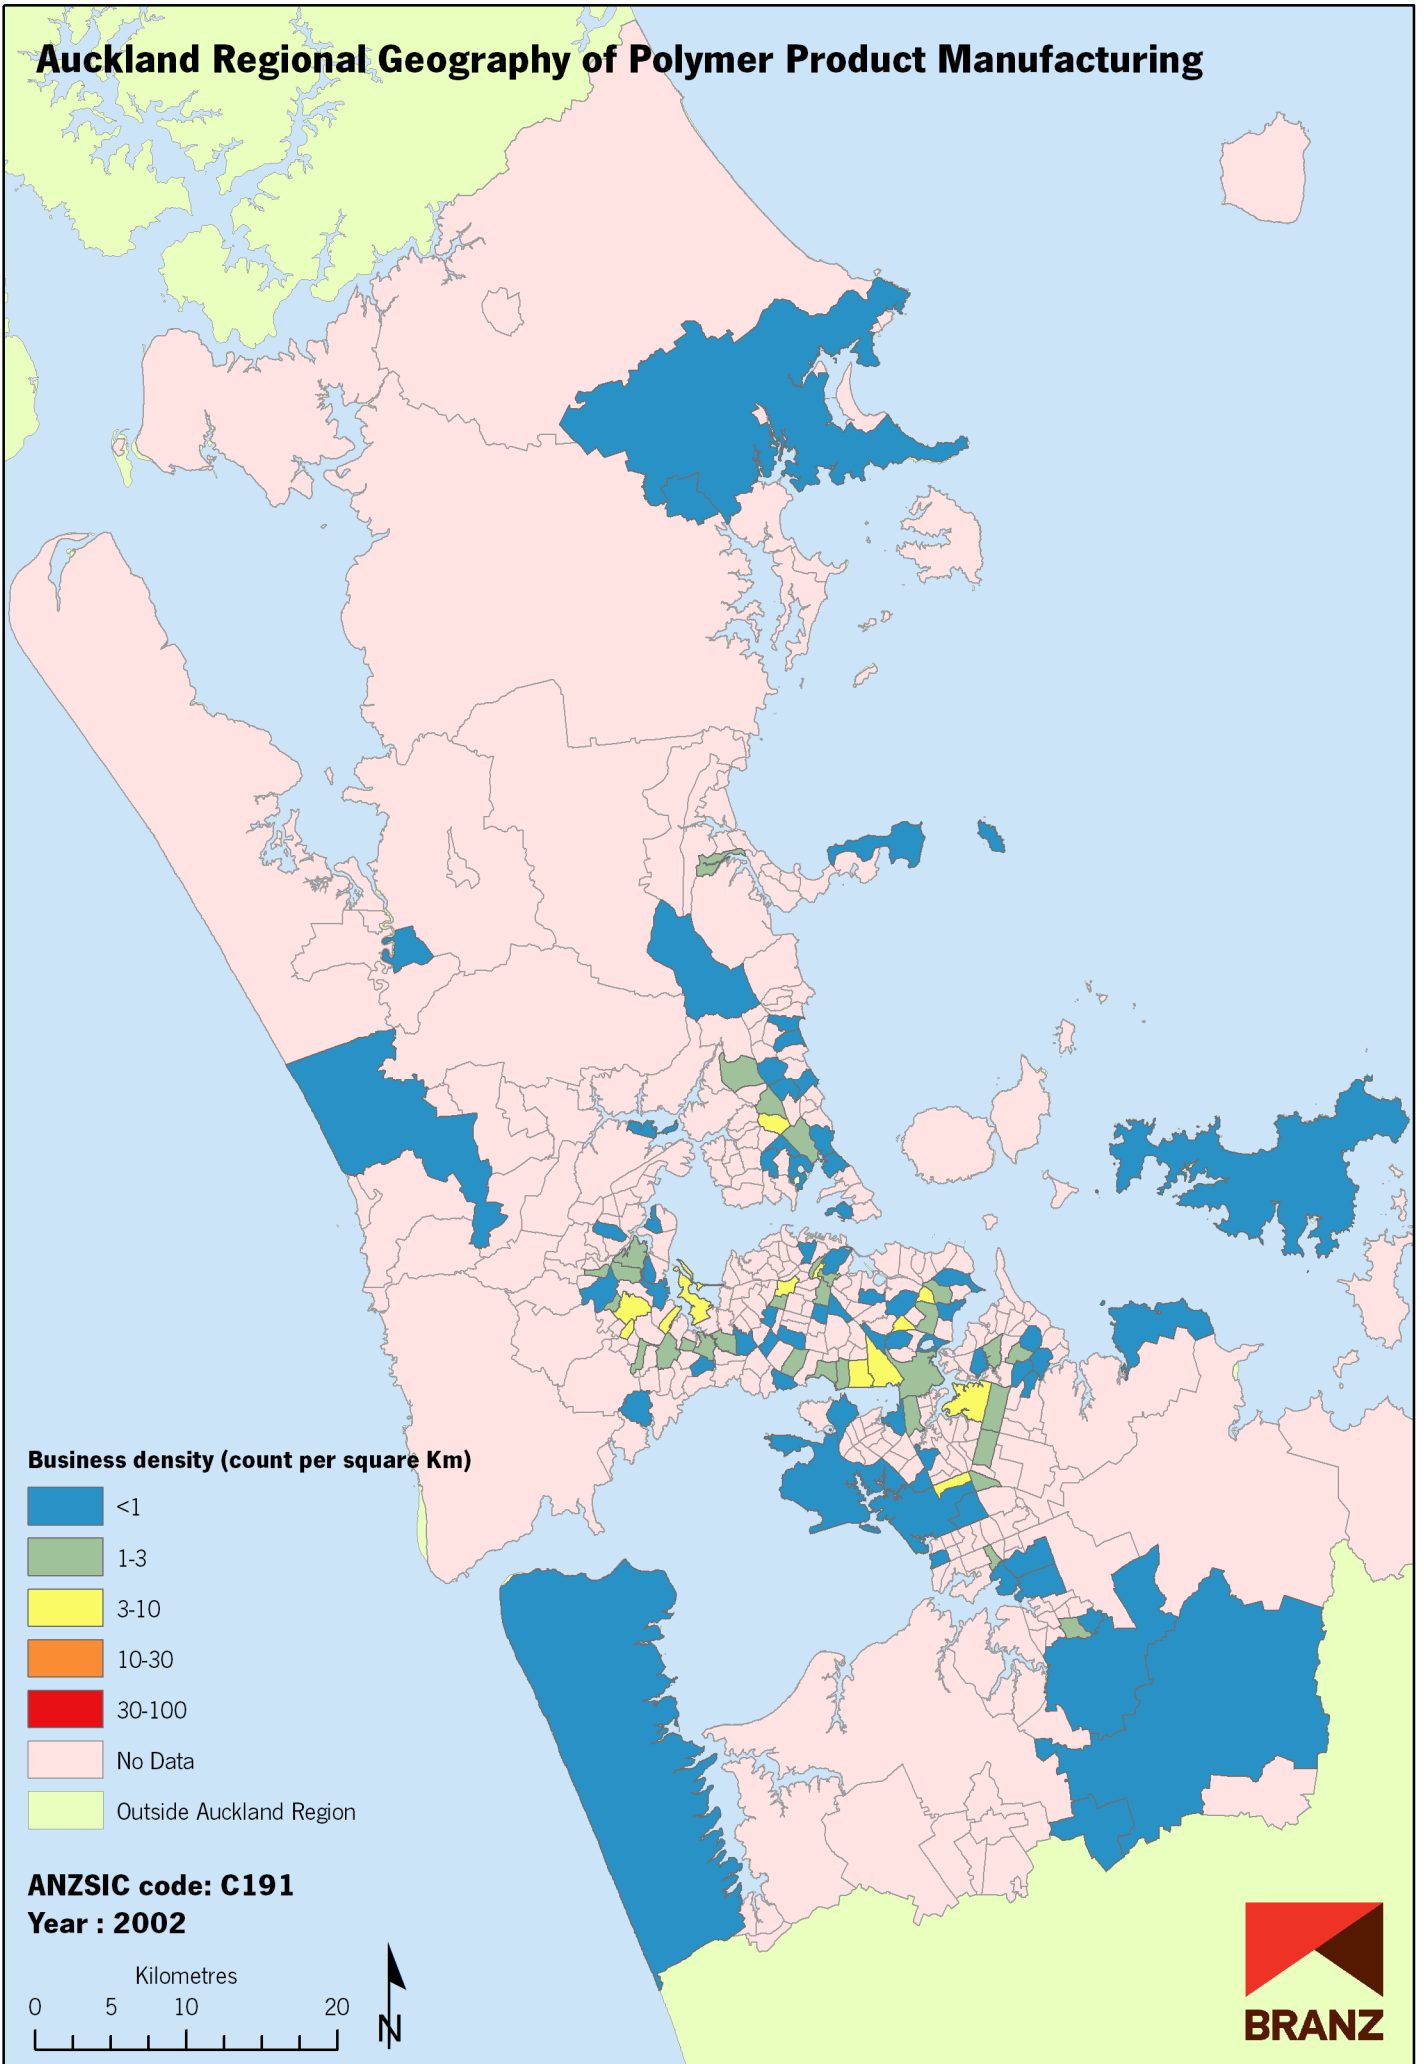 Auckland Regional Geography of Polymer Product Manufacturing
Business density (count per square Km)
<1
1-3
3-10
10-30
30-100
No Data
Outside Auckland Region
ANZSIC code: C191
Year : 2002
Kilometres
0 5 10 20
N
BRANZ